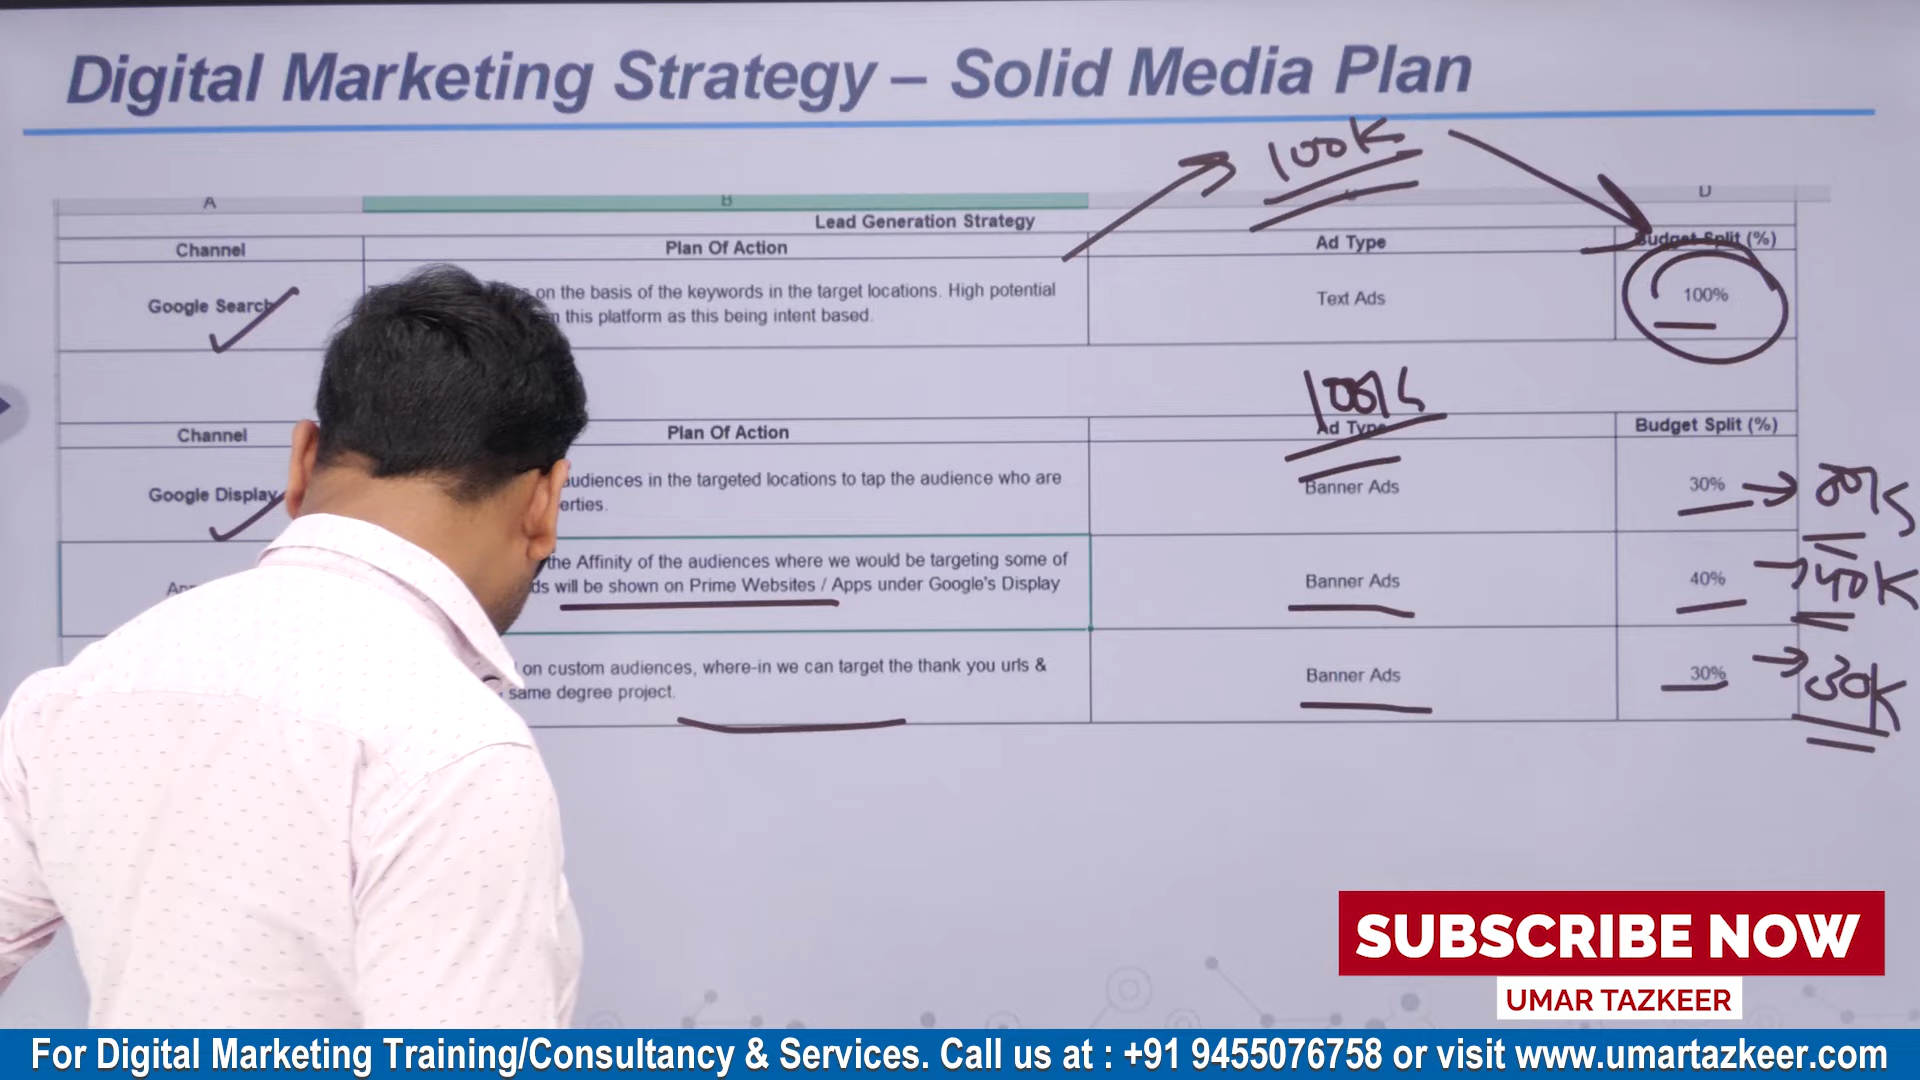 Digital Marketing Strategy – Solid Media Plan
100K
A B D
Lead Generation Strategy
Channel Plan Of Action Ad Type Budget Split (%)
Google Search on the basis of the keywords in the target locations. High potential Text Ads 100%
this platform as this being intent based.
Channel Plan Of Action Ad Type Budget Split (%)
Google Display audiences in the targeted locations to tap the audience who are Banner Ads 30%
the Affinity of the audiences where we would be targeting some of Banner Ads 40% 40K
will be shown on Prime Websites / Apps under Google's Display
on custom audiences, where-in we can target the thank you urls & Banner Ads 30% 30K
same degree project.
SUBSCRIBE NOW
UMAR TAZKEER
For Digital Marketing Training/Consultancy & Services. Call us at : +91 9455076758 or visit www.umartazkeer.com